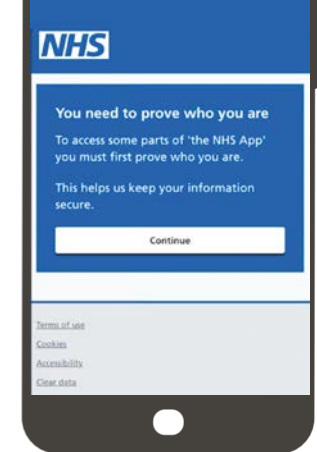 NHS
You need to prove who you are
To access some parts of 'the NHS App'
you must first prove who you are.
This helps us keep your information
secure.
Continue
Terms of use
Cookies
Accessibility
Clear data